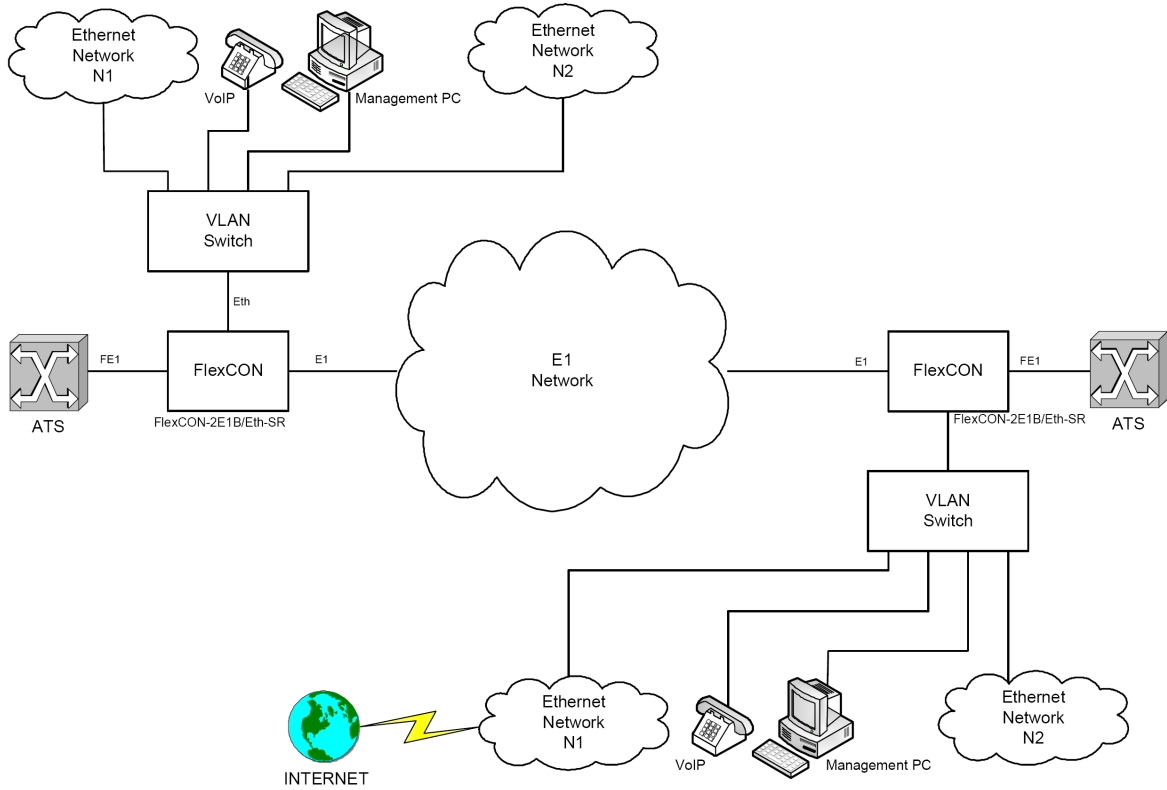 Ethernet
Network
N1
VoIP
Management PC
Ethernet
Network
N2
VLAN
Switch
Eth
FE1
FlexCON
E1
ATS
FlexCON-2E1B/Eth-SR
E1
Network
E1
FlexCON
FE1
FlexCON-2E1B/Eth-SR
ATS
VLAN
Switch
Ethernet
Network
N1
VoIP
Management PC
Ethernet
Network
N2
INTERNET